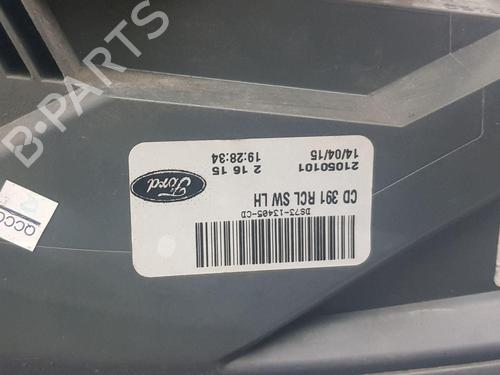 DS73-13485-CD
CD 391 RCL SW LH
21050101 2 16 15
14/04/15 19:28:34
Ford
B-PARTS